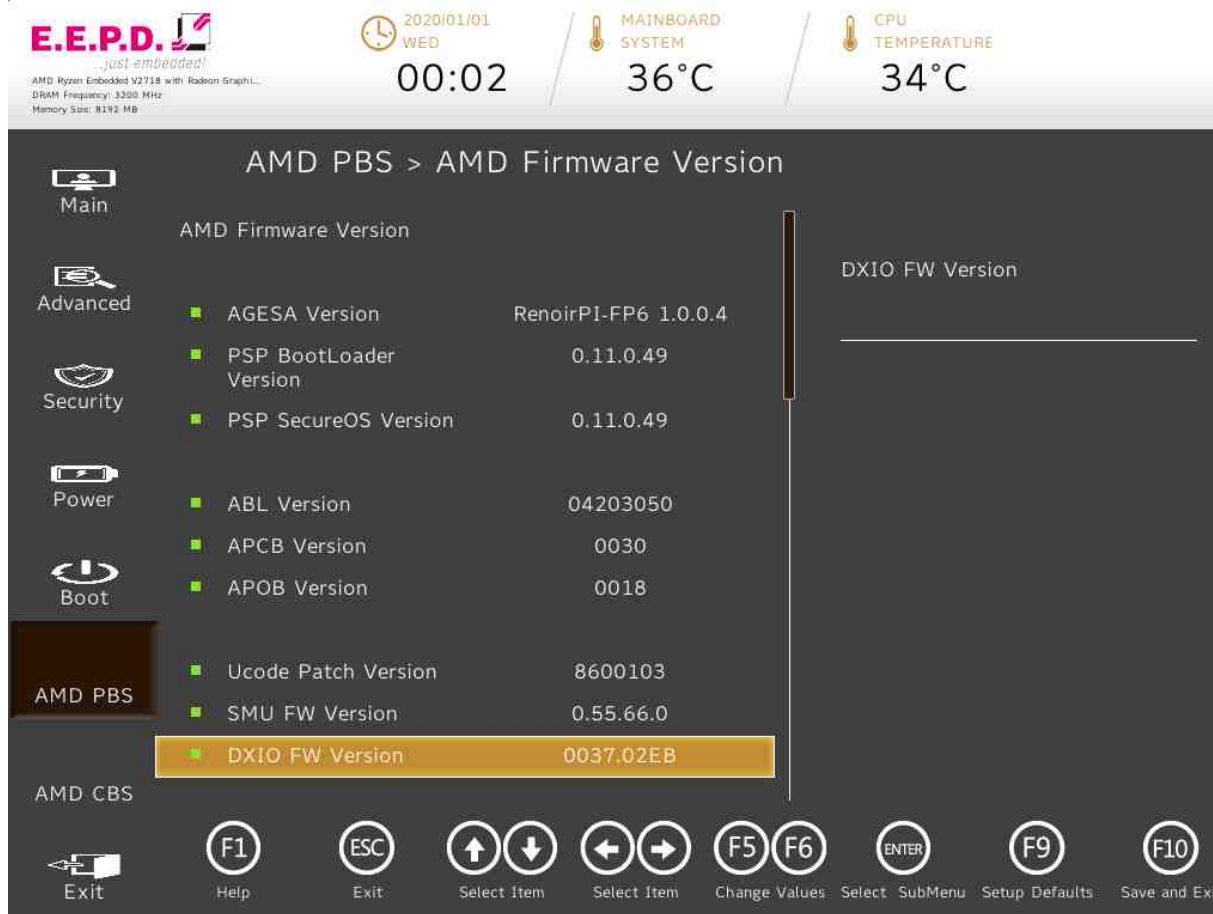 E.E.P.D.
...just embedded!
AMD Ryzen Embedded V2718 with Radeon Graphi...
DRAM Frequency: 3200 MHz
Memory Size: 8192 MB
2020/01/01
WED
00:02
MAINBOARD
SYSTEM
36°C
CPU
TEMPERATURE
34°C
AMD PBS > AMD Firmware Version
Main
Advanced
Security
Power
Boot
AMD PBS
AMD CBS
Exit
AMD Firmware Version
AGESA Version RenoirPI-FP6 1.0.0.4
PSP BootLoader 0.11.0.49
Version
PSP SecureOS Version 0.11.0.49
ABL Version 04203050
APCB Version 0030
APOB Version 0018
Ucode Patch Version 8600103
SMU FW Version 0.55.66.0
DXIO FW Version 0037.02EB
DXIO FW Version
F1 ESC F5 F6 ENTER F9 F10
Help Exit Select Item Select Item Change Values Select SubMenu Setup Defaults Save and Ex